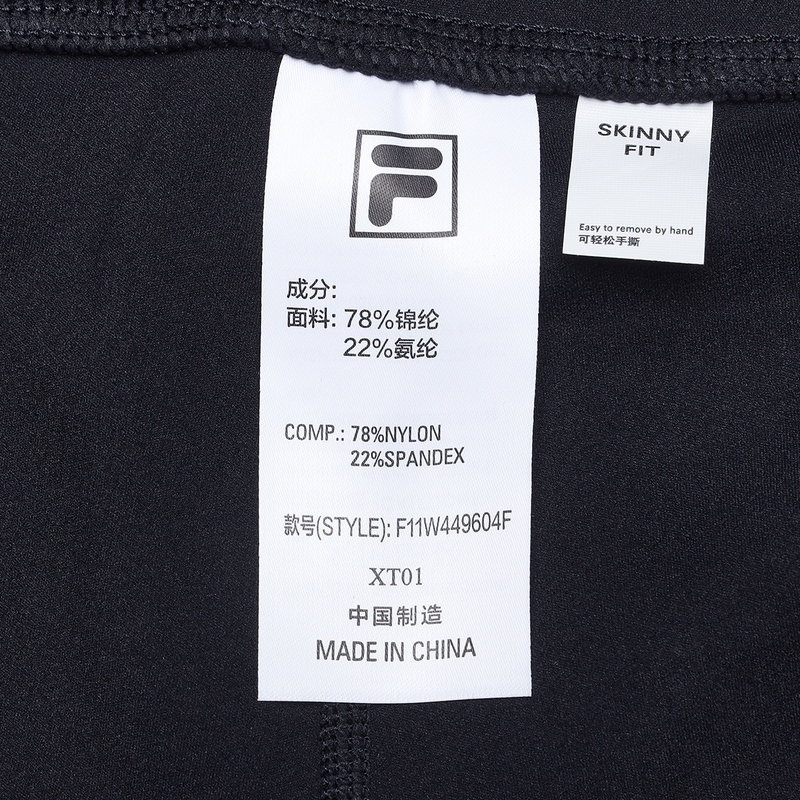 成分:
面料: 78%锦纶
22%氨纶
COMP.: 78%NYLON
22%SPANDEX
款号(STYLE): F11W449604F
XT01
中国制造
MADE IN CHINA
SKINNY
FIT
Easy to remove by hand
可轻松手撕